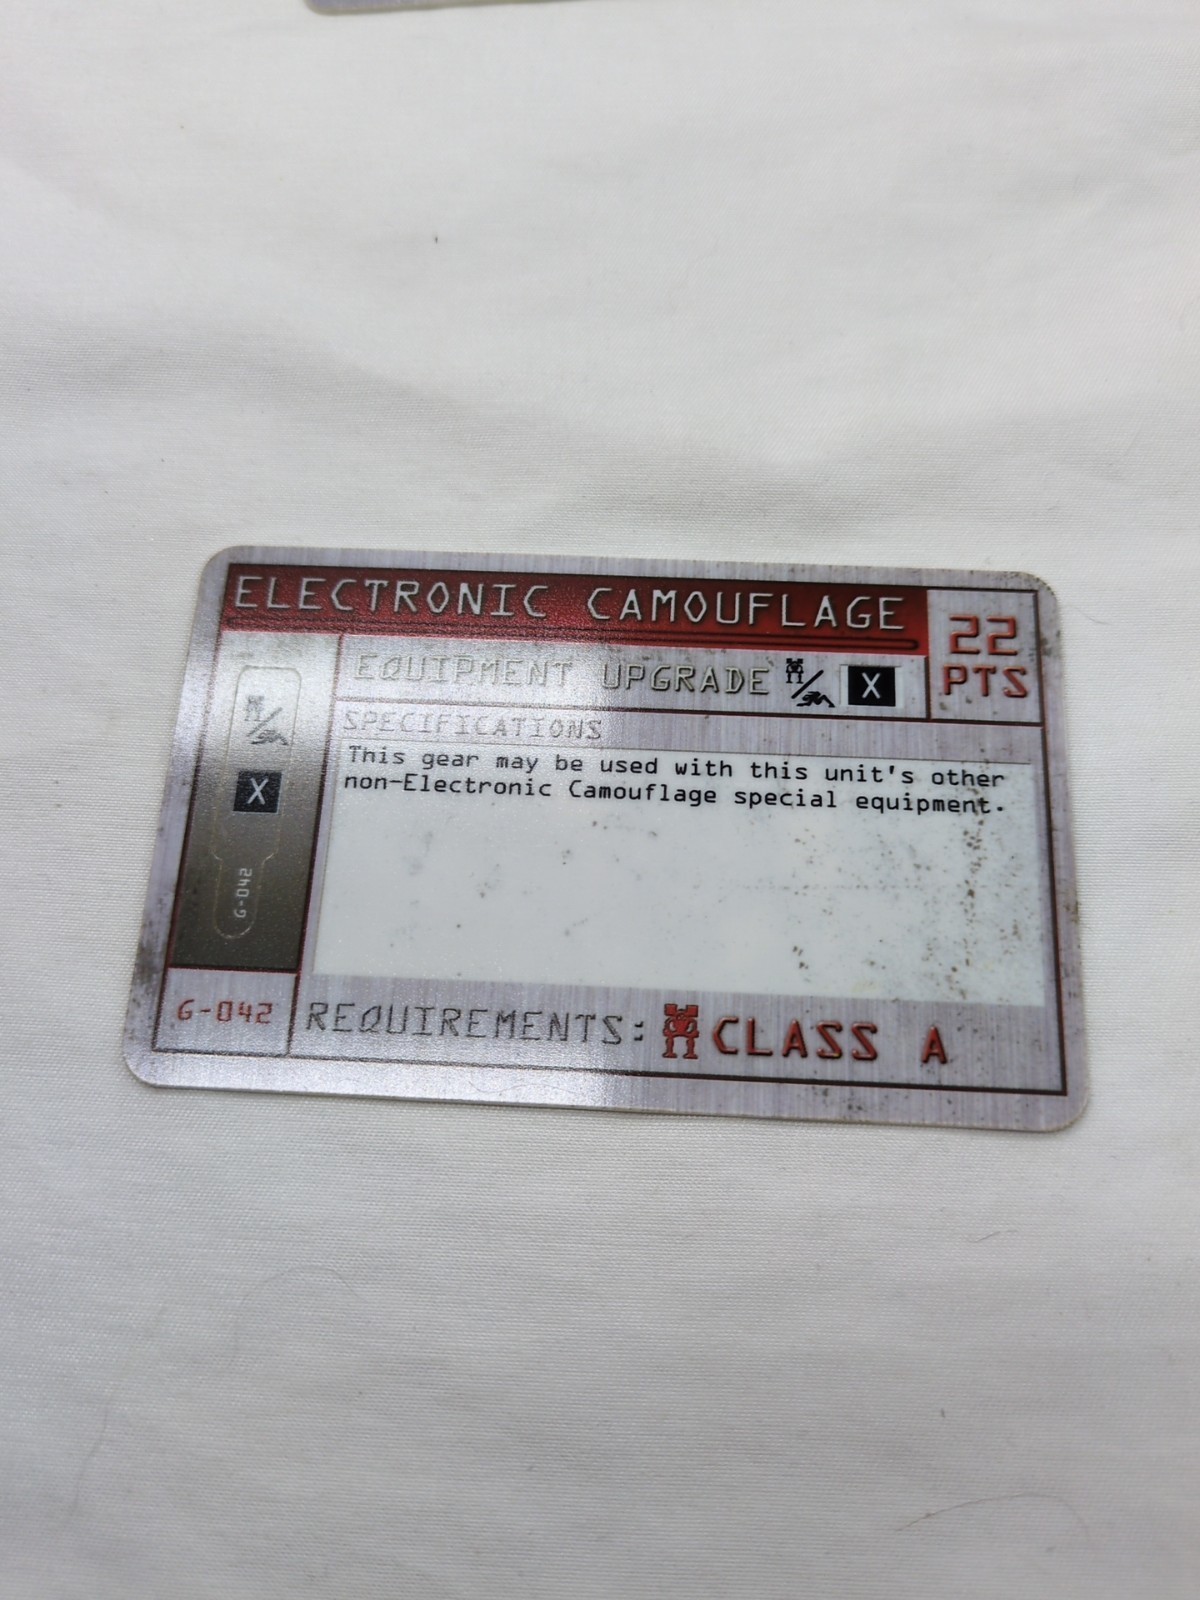 ELECTRONIC CAMOUFLAGE
22
PTS
EQUIPMENT UPGRADE X
SPECIFICATIONS
This gear may be used with this unit's other
non-Electronic Camouflage special equipment.
X
G-042
G-042
REQUIREMENTS: CLASS A